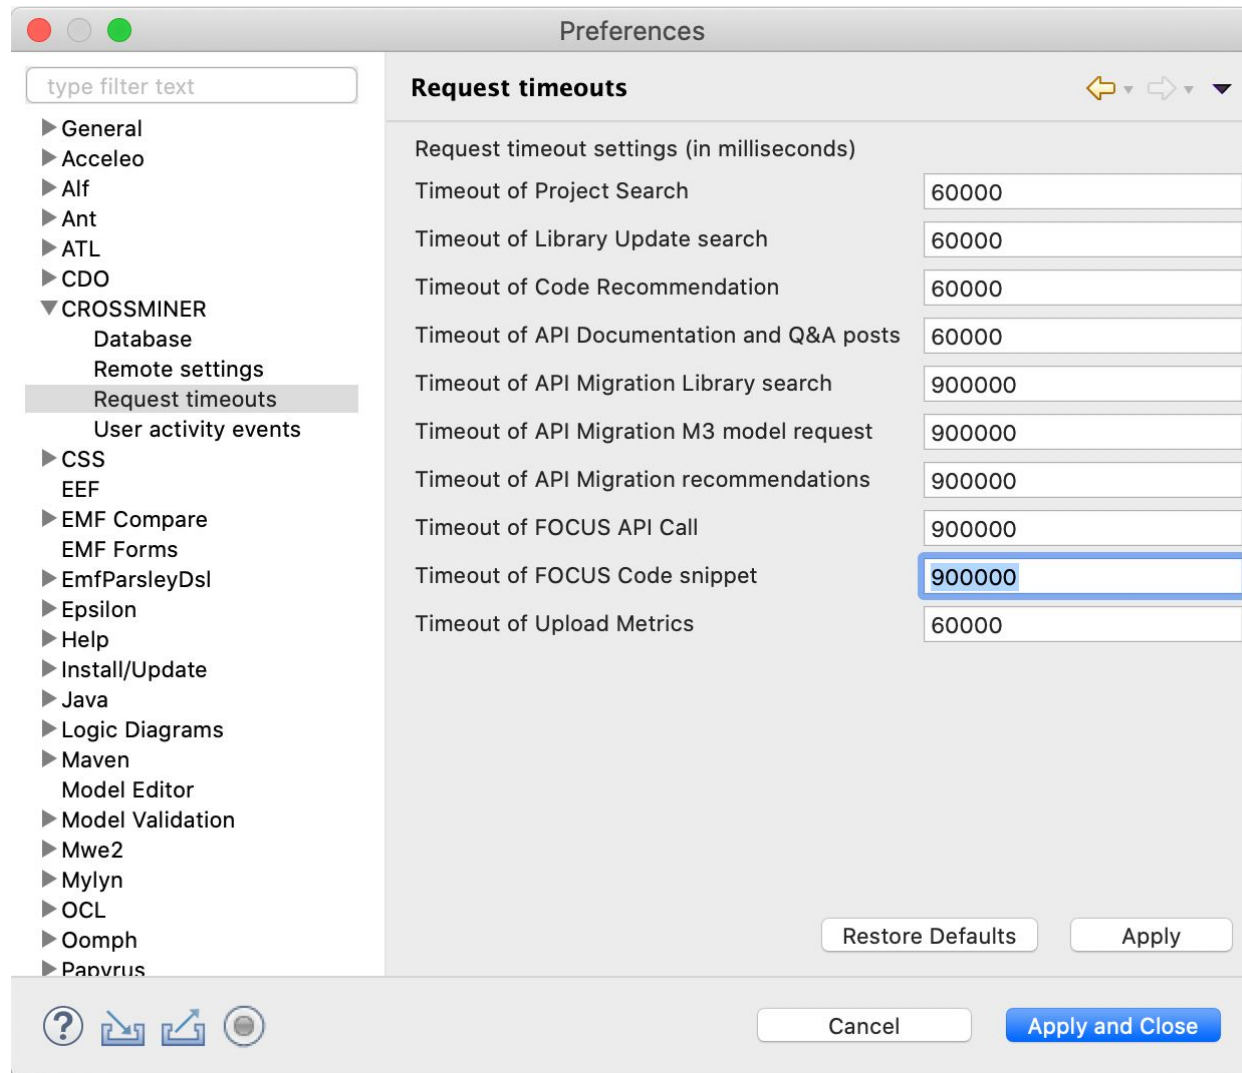 Preferences
type filter text
General
Acceleo
Alf
Ant
ATL
CDO
CROSSMINER
Database
Remote settings
Request timeouts
User activity events
CSS
EEF
EMF Compare
EMF Forms
EmfParsleyDsl
Epsilon
Help
Install/Update
Java
Logic Diagrams
Maven
Model Editor
Model Validation
Mwe2
Mylyn
OCL
Oomph
Papyrus
Request timeouts
Request timeout settings (in milliseconds)
Timeout of Project Search 60000
Timeout of Library Update search 60000
Timeout of Code Recommendation 60000
Timeout of API Documentation and Q&A posts 60000
Timeout of API Migration Library search 900000
Timeout of API Migration M3 model request 900000
Timeout of API Migration recommendations 900000
Timeout of FOCUS API Call 900000
Timeout of FOCUS Code snippet 900000
Timeout of Upload Metrics 60000
Restore Defaults Apply
? Cancel Apply and Close